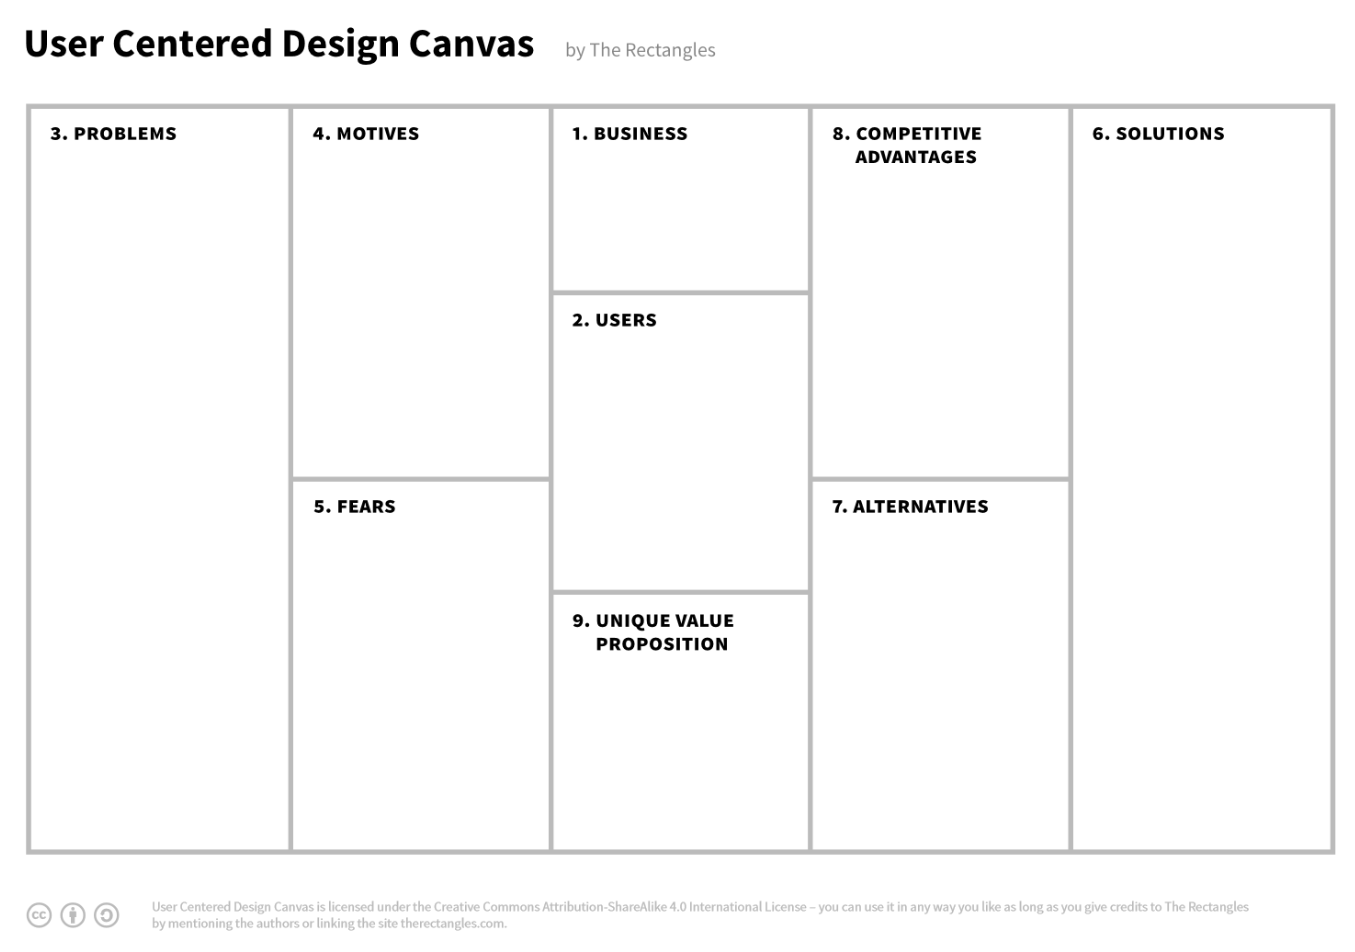 User Centered Design Canvas by The Rectangles
3. PROBLEMS
4. MOTIVES
5. FEARS
1. BUSINESS
2. USERS
9. UNIQUE VALUE
PROPOSITION
8. COMPETITIVE
ADVANTAGES
7. ALTERNATIVES
6. SOLUTIONS
cc
User Centered Design Canvas is licensed under the Creative Commons Attribution-ShareAlike 4.0 International License – you can use it in any way you like as long as you give credits to The Rectangles
by mentioning the authors or linking the site therectangles.com.